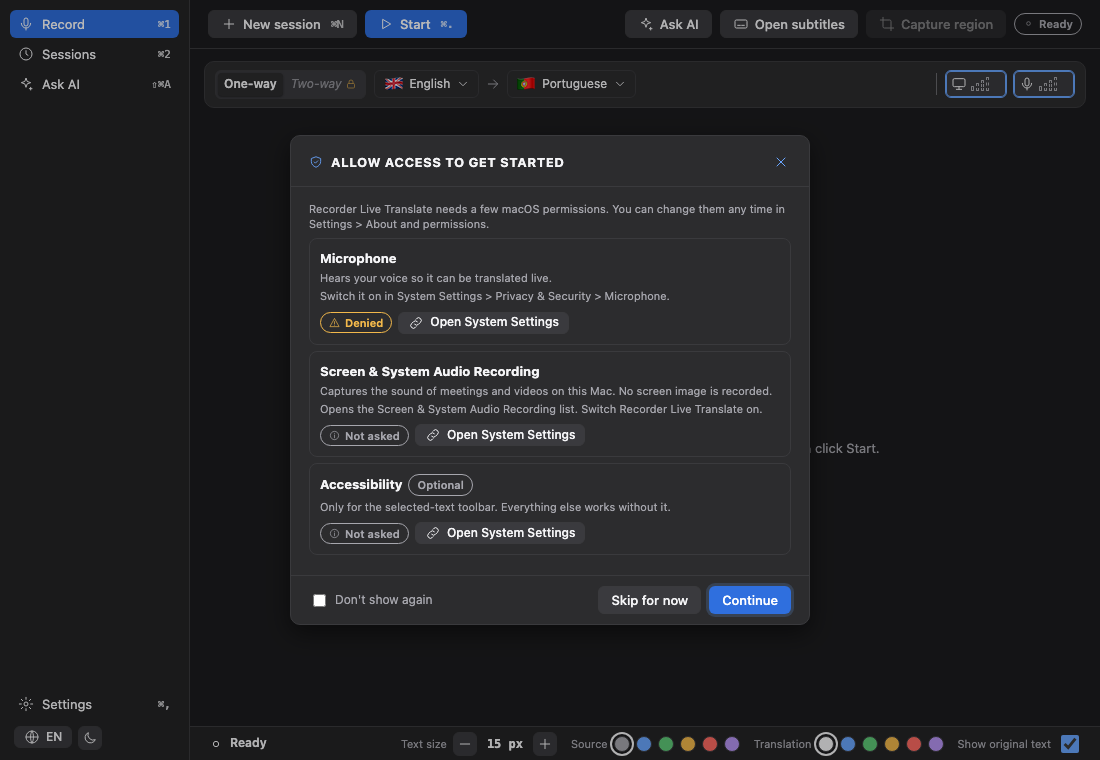 Record ⌘1
New session ⌘N
Start ⌘.
Ask AI
Open subtitles
Capture region
Ready
Sessions ⌘2
Ask AI ⇧⌘A
One-way
Two-way
English
→
Portuguese
ALLOW ACCESS TO GET STARTED
Recorder Live Translate needs a few macOS permissions. You can change them any time in
Settings > About and permissions.
Microphone
Hears your voice so it can be translated live.
Switch it on in System Settings > Privacy & Security > Microphone.
Denied
Open System Settings
Screen & System Audio Recording
Captures the sound of meetings and videos on this Mac. No screen image is recorded.
Opens the Screen & System Audio Recording list. Switch Recorder Live Translate on.
Not asked
Open System Settings
click Start.
Accessibility
Optional
Only for the selected-text toolbar. Everything else works without it.
Not asked
Open System Settings
Don't show again
Skip for now
Continue
Settings ⌘,
EN
Ready
Text size
15 px
Source
Translation
Show original text